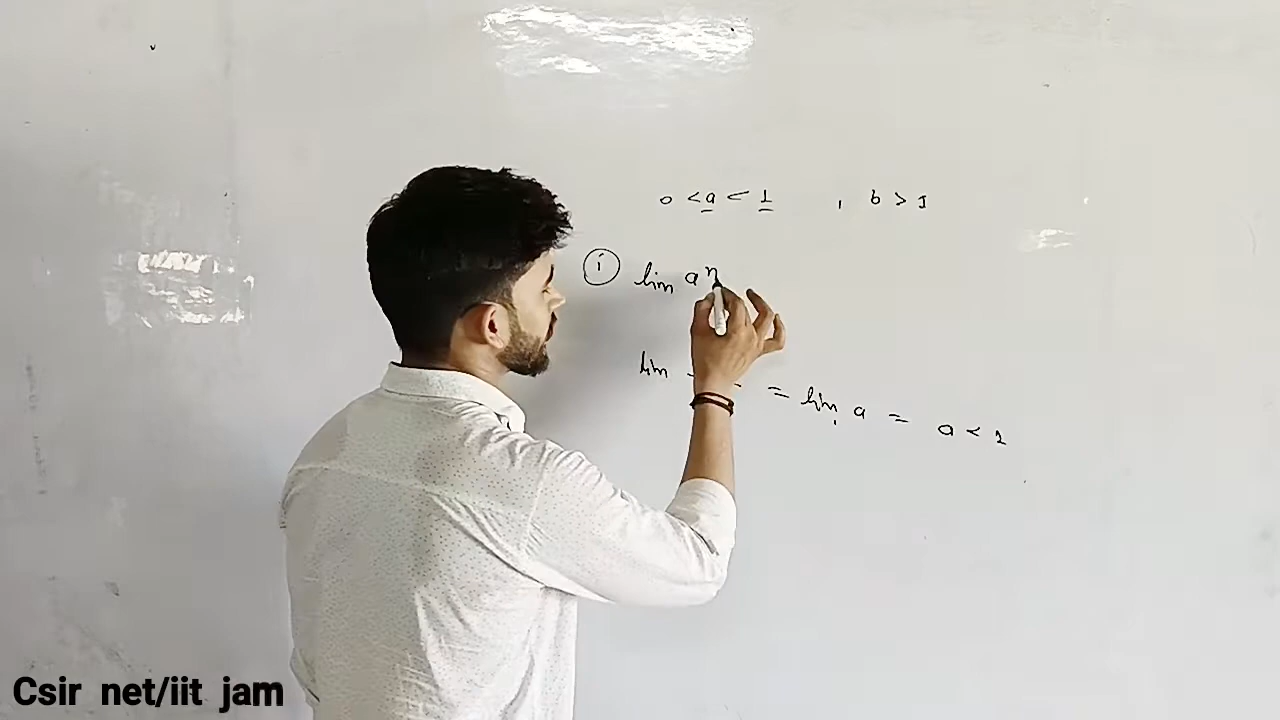 0 < a < 1 , b > 1
(i) lim aⁿ
lim = lim a = a < 1
Csir net/iit jam